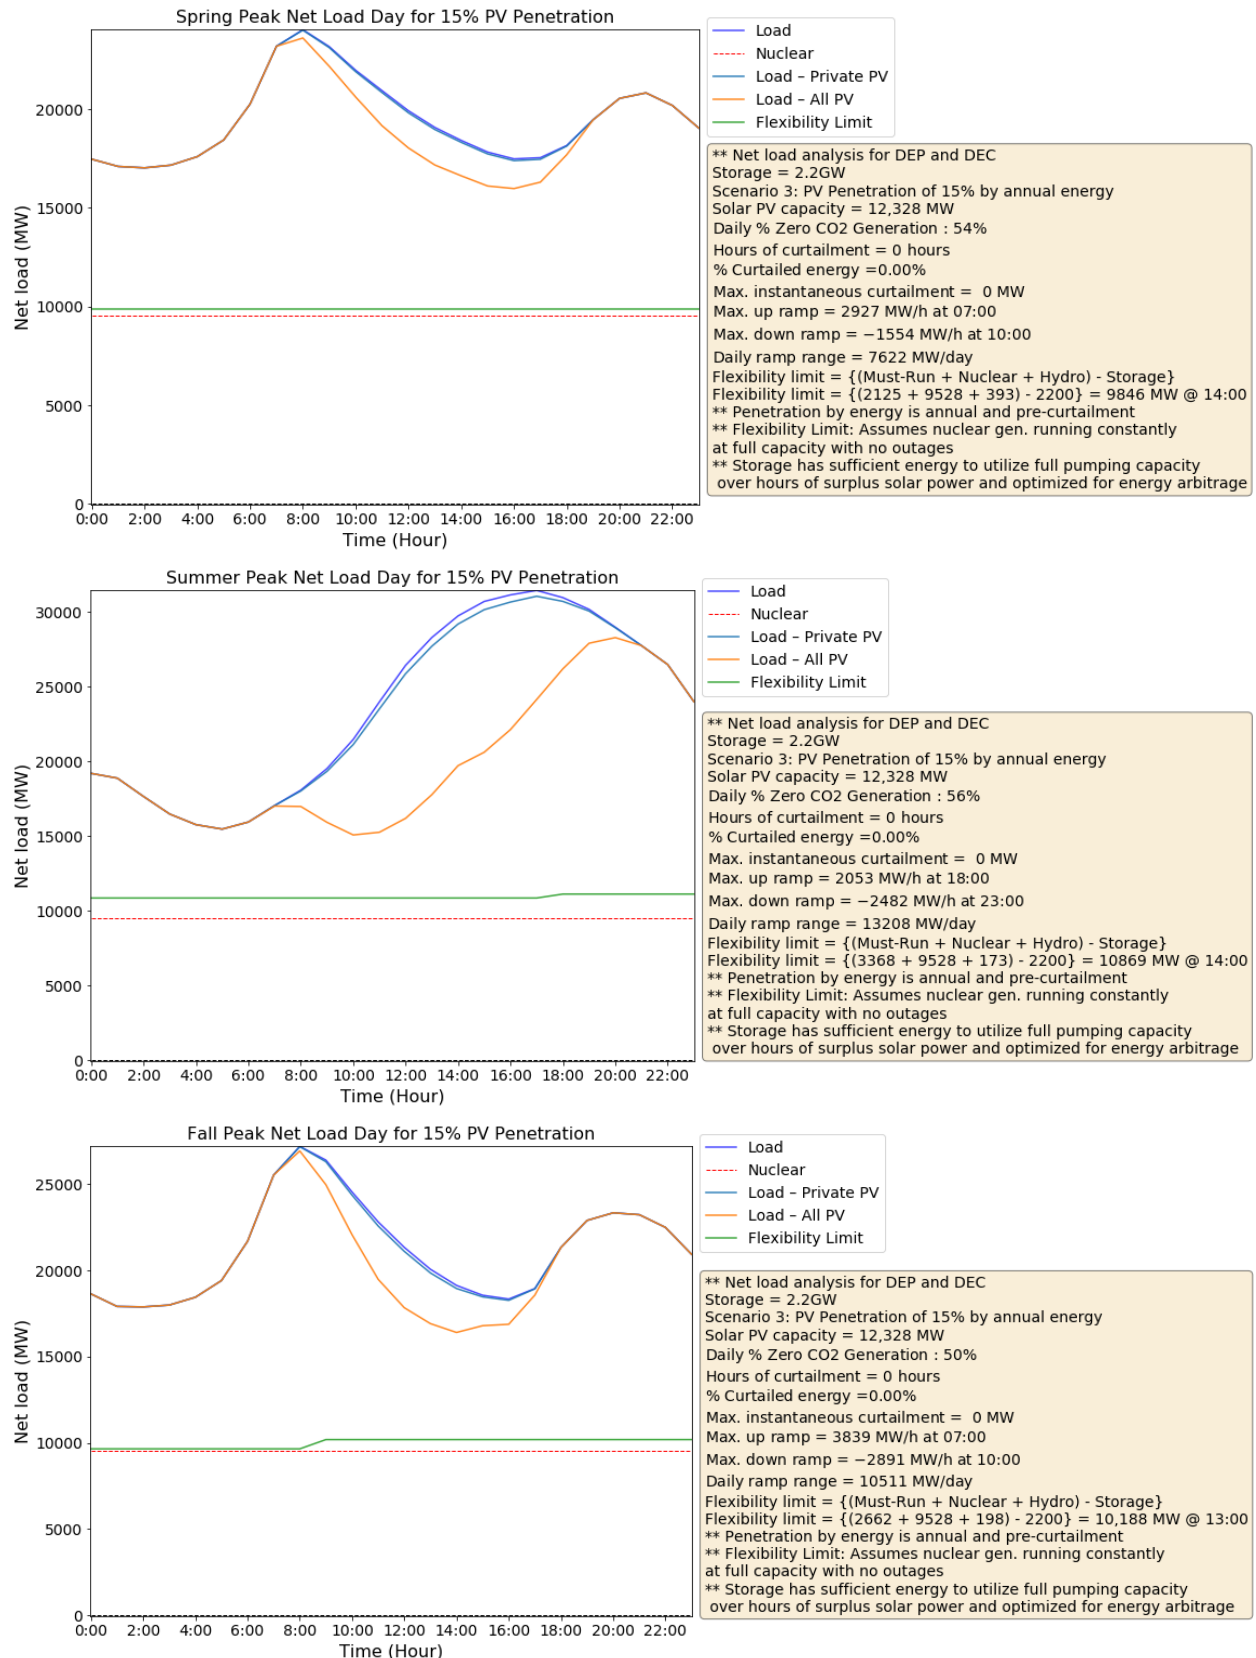 Spring Peak Net Load Day for 15% PV Penetration
Net load (MW)
20000
15000
10000
5000
0
0:00 2:00 4:00 6:00 8:00 10:00 12:00 14:00 16:00 18:00 20:00 22:00
Time (Hour)
Load
Nuclear
Load – Private PV
Load – All PV
Flexibility Limit
** Net load analysis for DEP and DEC
Storage = 2.2GW
Scenario 3: PV Penetration of 15% by annual energy
Solar PV capacity = 12,328 MW
Daily % Zero CO2 Generation : 54%
Hours of curtailment = 0 hours
% Curtailed energy =0.00%
Max. instantaneous curtailment =  0 MW
Max. up ramp = 2927 MW/h at 07:00
Max. down ramp = −1554 MW/h at 10:00
Daily ramp range = 7622 MW/day
Flexibility limit = {(Must-Run + Nuclear + Hydro) - Storage}
Flexibility limit = {(2125 + 9528 + 393) - 2200} = 9846 MW @ 14:00
** Penetration by energy is annual and pre-curtailment
** Flexibility Limit: Assumes nuclear gen. running constantly
at full capacity with no outages
** Storage has sufficient energy to utilize full pumping capacity
over hours of surplus solar power and optimized for energy arbitrage
Summer Peak Net Load Day for 15% PV Penetration
Net load (MW)
30000
25000
20000
15000
10000
5000
0
0:00 2:00 4:00 6:00 8:00 10:00 12:00 14:00 16:00 18:00 20:00 22:00
Time (Hour)
Load
Nuclear
Load – Private PV
Load – All PV
Flexibility Limit
** Net load analysis for DEP and DEC
Storage = 2.2GW
Scenario 3: PV Penetration of 15% by annual energy
Solar PV capacity = 12,328 MW
Daily % Zero CO2 Generation : 56%
Hours of curtailment = 0 hours
% Curtailed energy =0.00%
Max. instantaneous curtailment =  0 MW
Max. up ramp = 2053 MW/h at 18:00
Max. down ramp = −2482 MW/h at 23:00
Daily ramp range = 13208 MW/day
Flexibility limit = {(Must-Run + Nuclear + Hydro) - Storage}
Flexibility limit = {(3368 + 9528 + 173) - 2200} = 10869 MW @ 14:00
** Penetration by energy is annual and pre-curtailment
** Flexibility Limit: Assumes nuclear gen. running constantly
at full capacity with no outages
** Storage has sufficient energy to utilize full pumping capacity
over hours of surplus solar power and optimized for energy arbitrage
Fall Peak Net Load Day for 15% PV Penetration
Net load (MW)
25000
20000
15000
10000
5000
0
0:00 2:00 4:00 6:00 8:00 10:00 12:00 14:00 16:00 18:00 20:00 22:00
Time (Hour)
Load
Nuclear
Load – Private PV
Load – All PV
Flexibility Limit
** Net load analysis for DEP and DEC
Storage = 2.2GW
Scenario 3: PV Penetration of 15% by annual energy
Solar PV capacity = 12,328 MW
Daily % Zero CO2 Generation : 50%
Hours of curtailment = 0 hours
% Curtailed energy =0.00%
Max. instantaneous curtailment =  0 MW
Max. up ramp = 3839 MW/h at 07:00
Max. down ramp = −2891 MW/h at 10:00
Daily ramp range = 10511 MW/day
Flexibility limit = {(Must-Run + Nuclear + Hydro) - Storage}
Flexibility limit = {(2662 + 9528 + 198) - 2200} = 10,188 MW @ 13:00
** Penetration by energy is annual and pre-curtailment
** Flexibility Limit: Assumes nuclear gen. running constantly
at full capacity with no outages
** Storage has sufficient energy to utilize full pumping capacity
over hours of surplus solar power and optimized for energy arbitrage